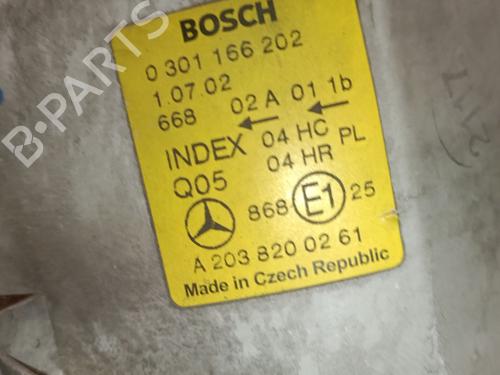 BOSCH
0 301 166 202
1.07.02
668 02 A 01 1b
INDEX 04 HC PL
Q05 04 HR
868 E1 25
A 203 820 02 61
Made in Czech Republic
B-PARTS